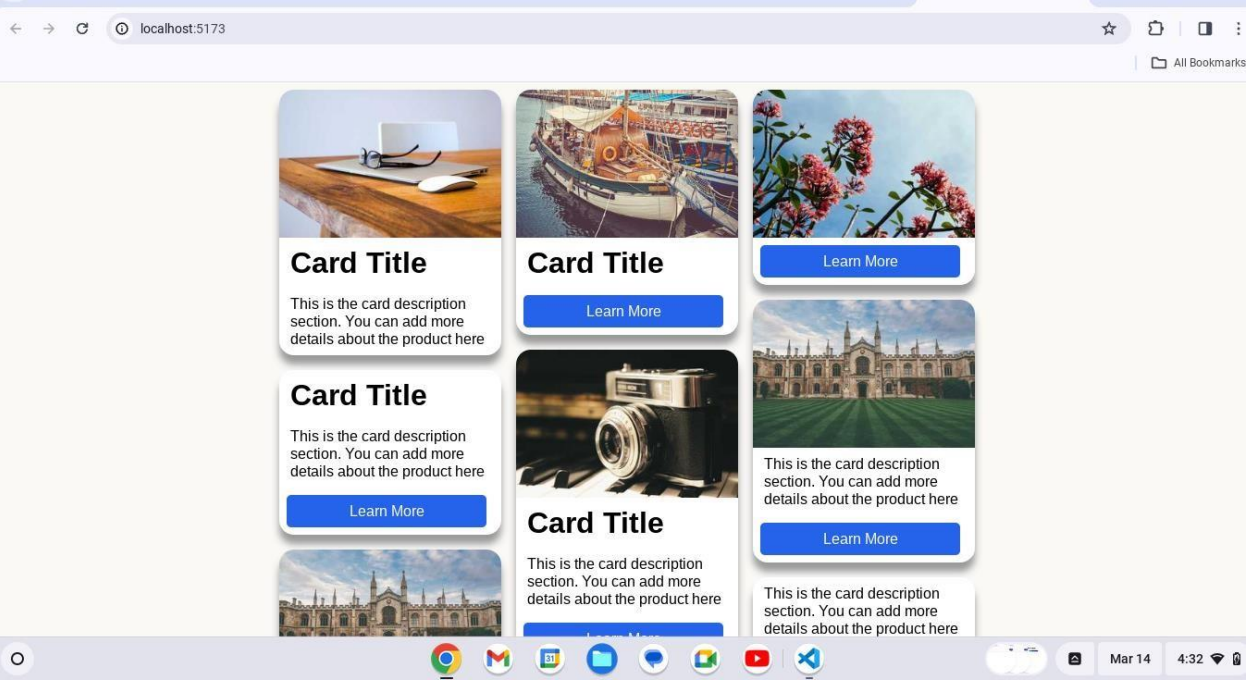 localhost:5173
All Bookmarks
Card Title
This is the card description
section. You can add more
details about the product here
Card Title
This is the card description
section. You can add more
details about the product here
Learn More
Card Title
Learn More
Card Title
This is the card description
section. You can add more
details about the product here
Learn More
Learn More
This is the card description
section. You can add more
details about the product here
Learn More
This is the card description
section. You can add more
details about the product here
31
Mar 14
4:32